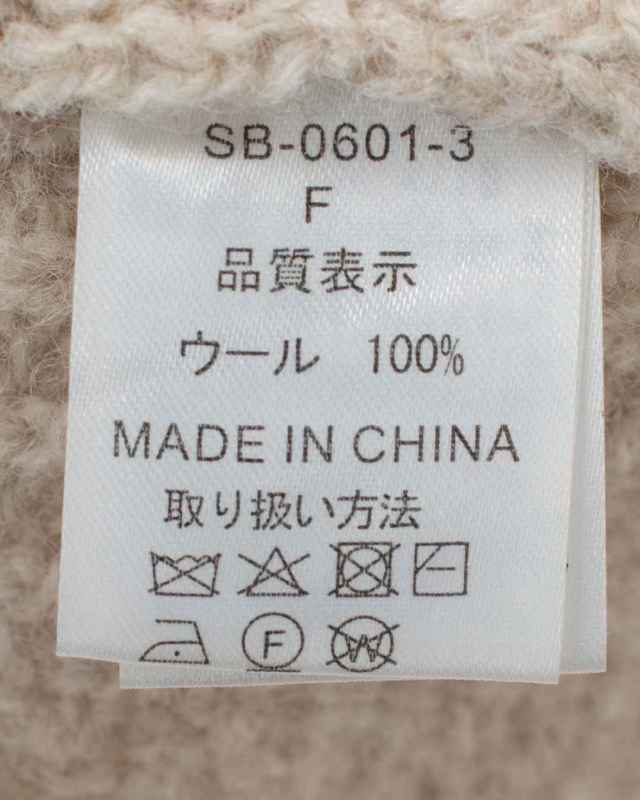 SB-0601-3
F
品質表示
ウール 100%
MADE IN CHINA
取り扱い方法
F
W